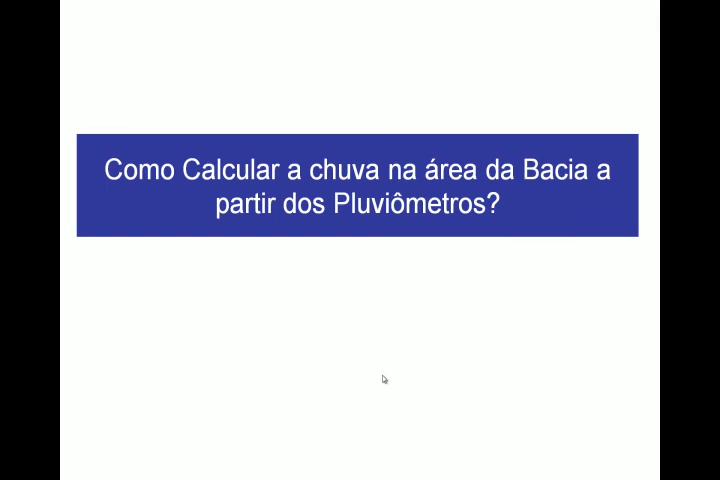 Como Calcular a chuva na área da Bacia a
partir dos Pluviômetros?